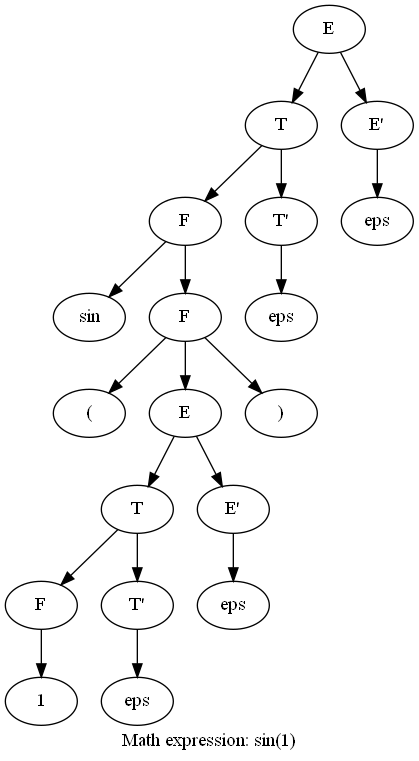 E
T E'
F T' eps
sin F eps
( E )
T E'
F T' eps
1 eps
Math expression: sin(1)